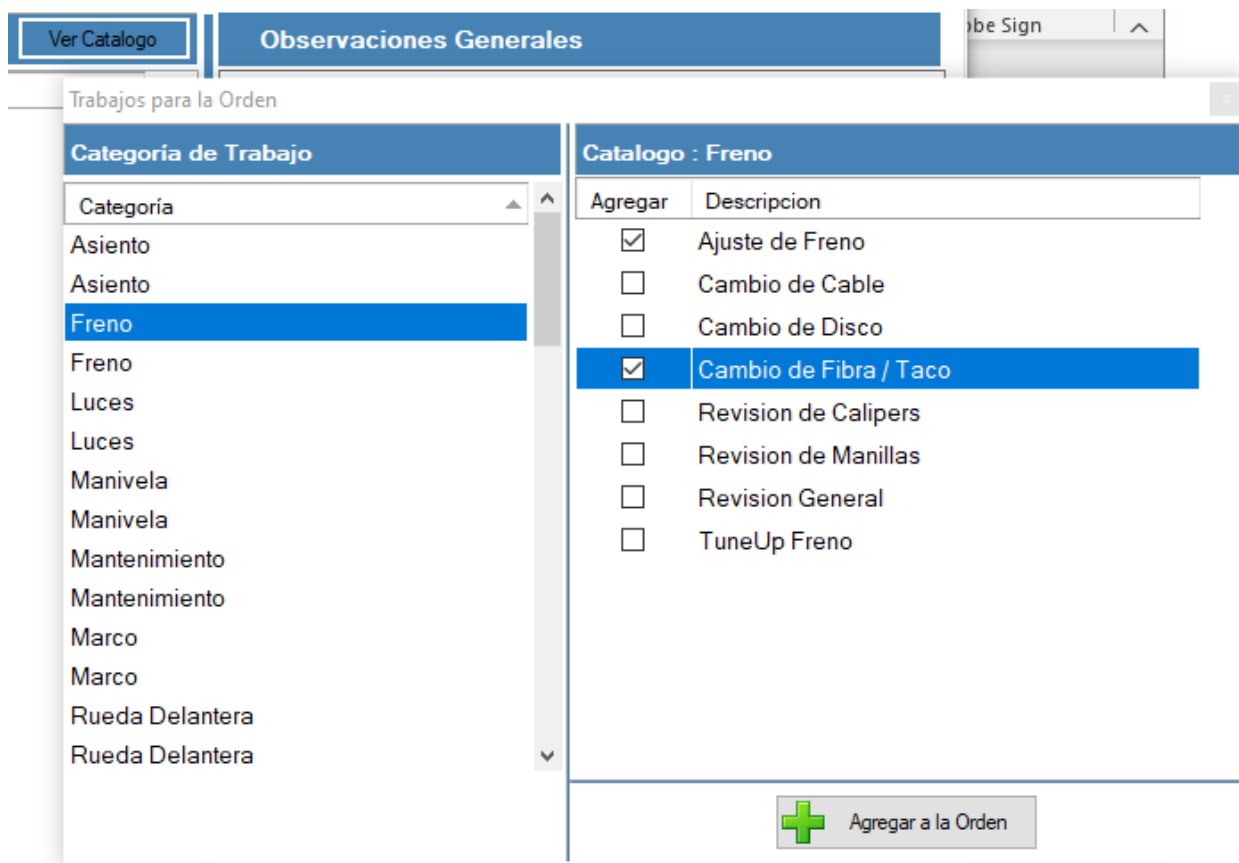 Ver Catalogo
Observaciones Generales
obe Sign
Trabajos para la Orden
x
Categoría de Trabajo
Categoría
Asiento
Asiento
Freno
Freno
Luces
Luces
Manivela
Manivela
Mantenimiento
Mantenimiento
Marco
Marco
Rueda Delantera
Rueda Delantera
Catalogo : Freno
Agregar Descripcion
Ajuste de Freno
Cambio de Cable
Cambio de Disco
Cambio de Fibra / Taco
Revision de Calipers
Revision de Manillas
Revision General
TuneUp Freno
Agregar a la Orden